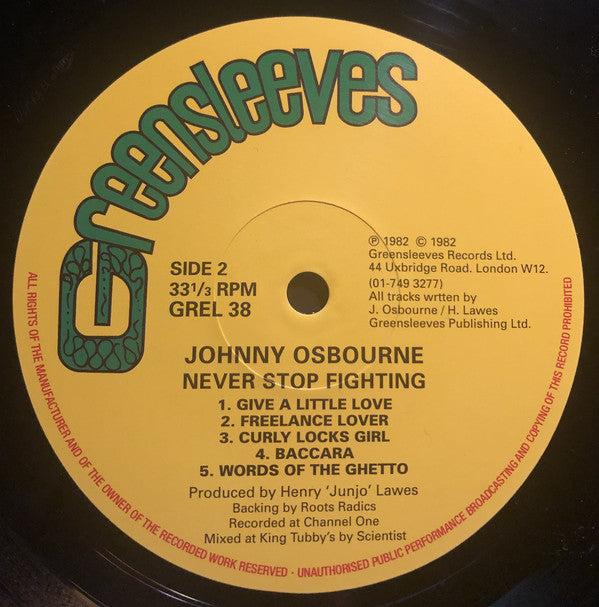 Greensleeves
SIDE 2
33 1/3 RPM
GREL 38
℗ 1982 © 1982
Greensleeves Records Ltd.
44 Uxbridge Road. London W12.
(01-749 3277)
All tracks wrtten by
J. Osbourne / H. Lawes
Greensleeves Publishing Ltd.
JOHNNY OSBOURNE
NEVER STOP FIGHTING
1. GIVE A LITTLE LOVE
2. FREELANCE LOVER
3. CURLY LOCKS GIRL
4. BACCARA
5. WORDS OF THE GHETTO
Produced by Henry ‘Junjo’ Lawes
Backing by Roots Radics
Recorded at Channel One
Mixed at King Tubby's by Scientist
ALL RIGHTS OF THE MANUFACTURER AND OF THE OWNER OF THE RECORDED WORK RESERVED - UNAUTHORISED PUBLIC PERFORMANCE BROADCASTING AND COPYING OF THIS RECORD PROHIBITED